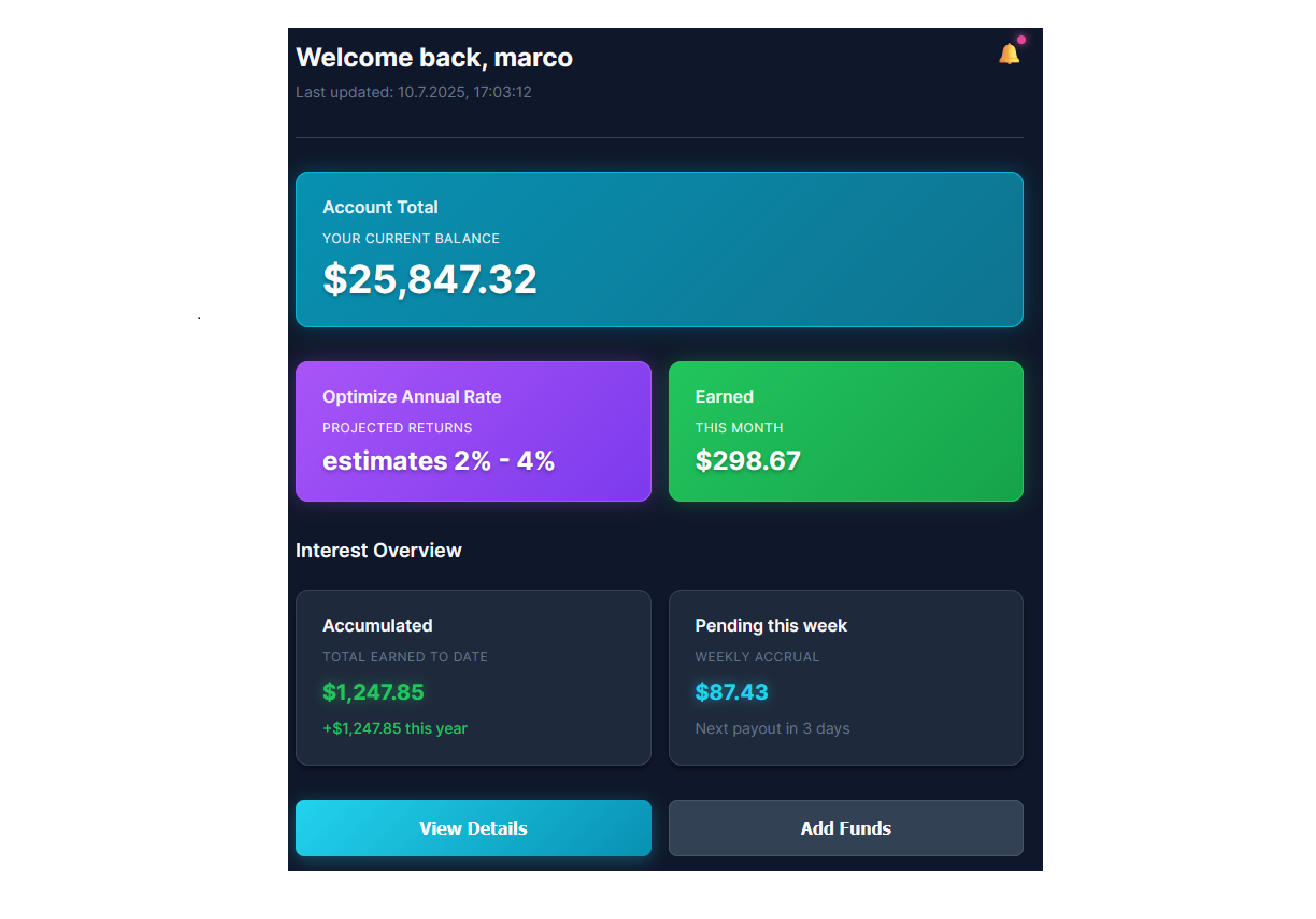 Welcome back, marco
Last updated: 10.7.2025, 17:03:12
Account Total
YOUR CURRENT BALANCE
$25,847.32
Optimize Annual Rate
PROJECTED RETURNS
estimates 2% - 4%
Earned
THIS MONTH
$298.67
Interest Overview
Accumulated
TOTAL EARNED TO DATE
$1,247.85
+$1,247.85 this year
Pending this week
WEEKLY ACCRUAL
$87.43
Next payout in 3 days
View Details
Add Funds